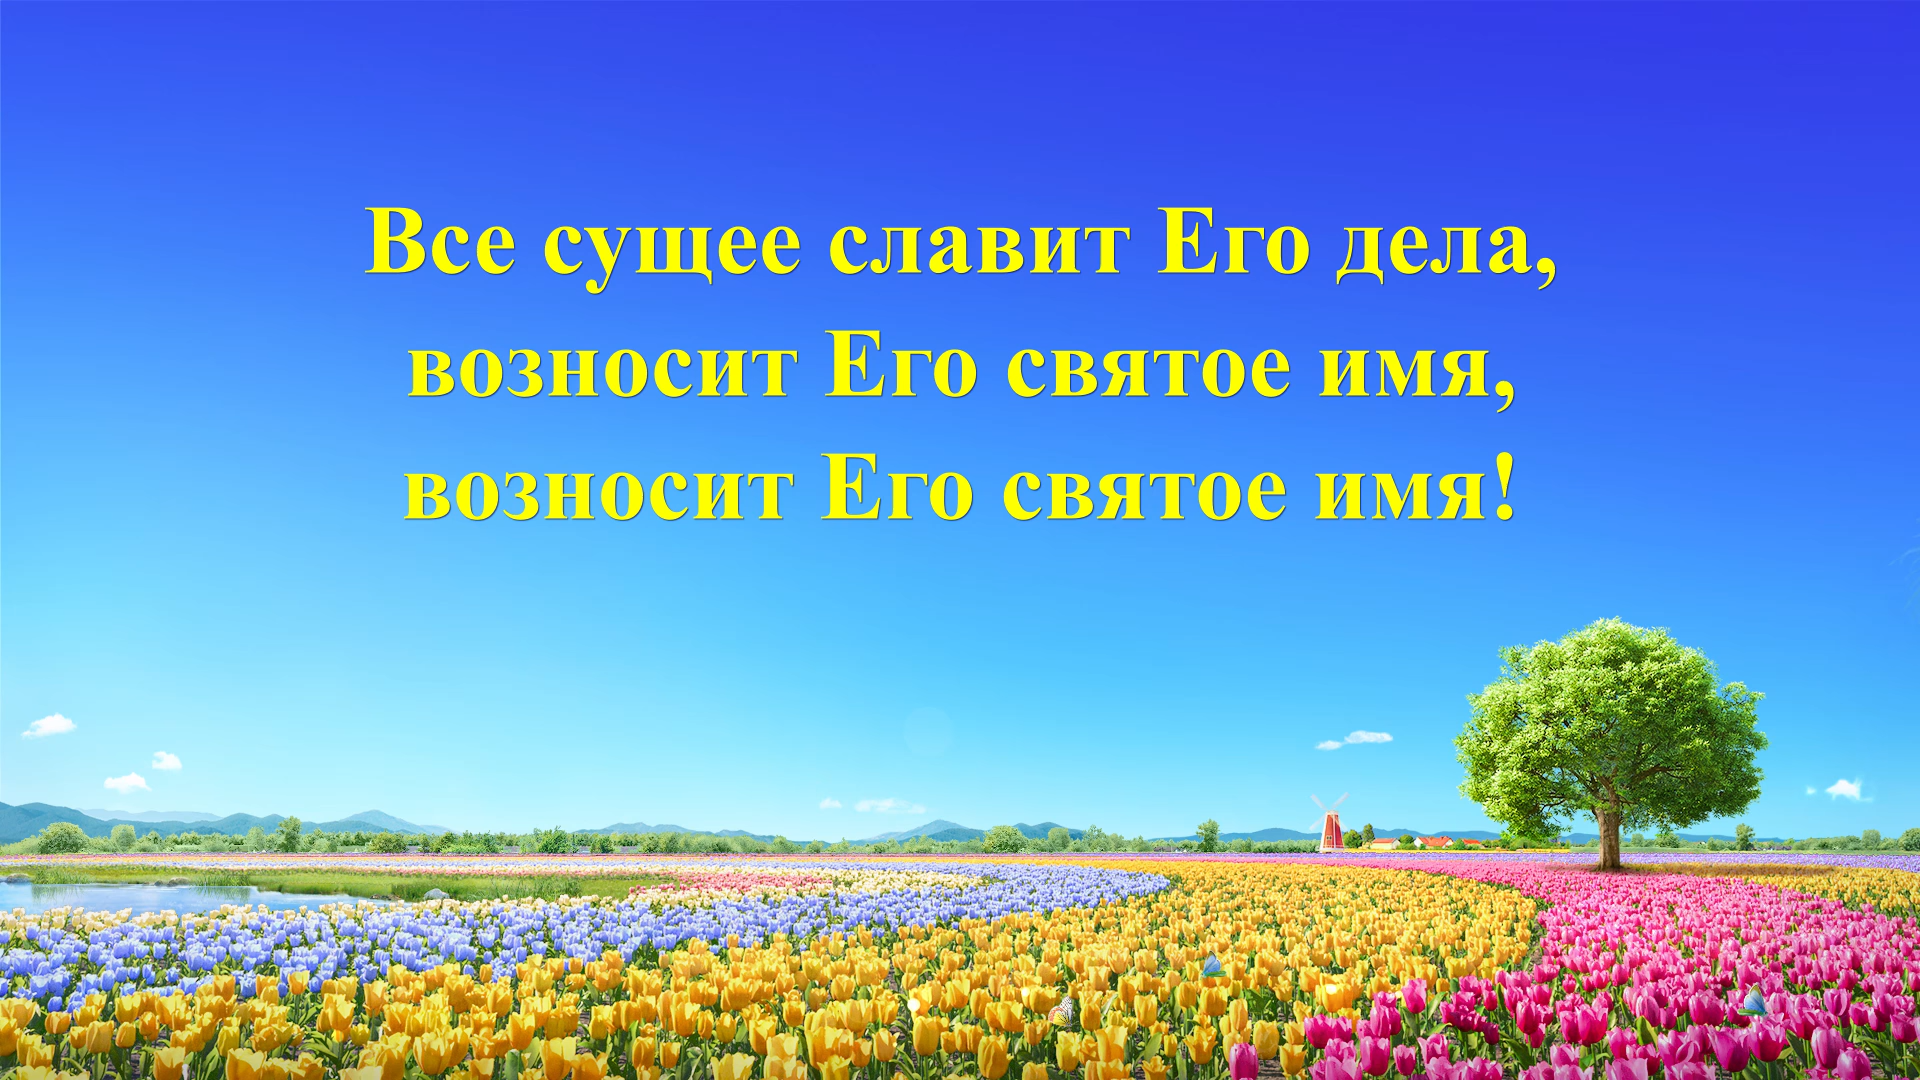 Все сущее славит Его дела,
возносит Его святое имя,
возносит Его святое имя!